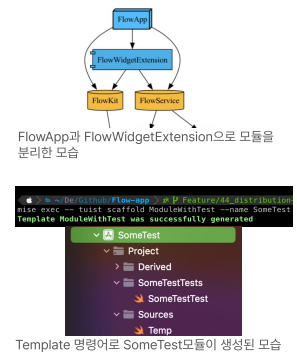 FlowApp
FlowWidgetExtension
FlowKit
FlowService
FlowApp과 FlowWidgetExtension으로 모듈을
분리한 모습
~/De/Github/Flow-app
Feature/44_distribution-
mise exec -- tuist scaffold ModuleWithTest --name SomeTest
Template ModuleWithTest was successfully generated
SomeTest
Project
Derived
SomeTestTests
SomeTestTest
Sources
Temp
Template 명령어로 SomeTest모듈이 생성된 모습